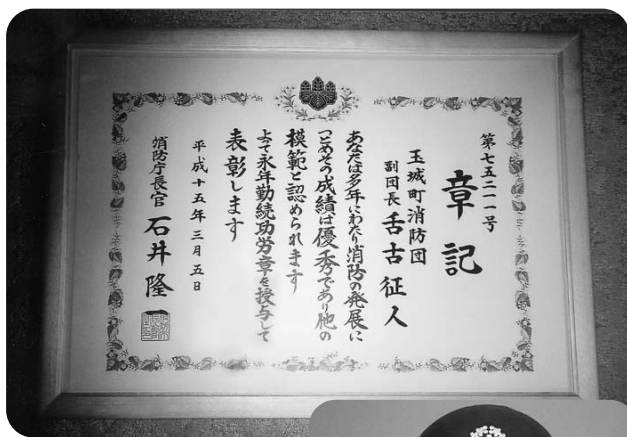 第七五二一一号
章記
玉城町消防団
副団長 舌古征人
あなたは多年にわたり消防の発展に
つとめその成績は優秀であり他の
模範と認められます
よって永年勤続功労章を授与して
表彰します
平成十五年三月五日
消防庁長官 石井隆